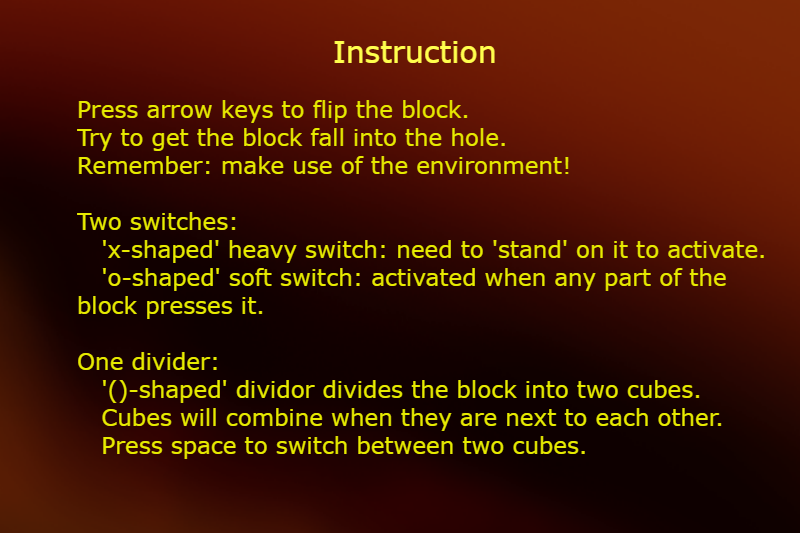 Instruction
Press arrow keys to flip the block.
Try to get the block fall into the hole.
Remember: make use of the environment!
Two switches:
'x-shaped' heavy switch: need to 'stand' on it to activate.
'o-shaped' soft switch: activated when any part of the
block presses it.
One divider:
'()-shaped' dividor divides the block into two cubes.
Cubes will combine when they are next to each other.
Press space to switch between two cubes.